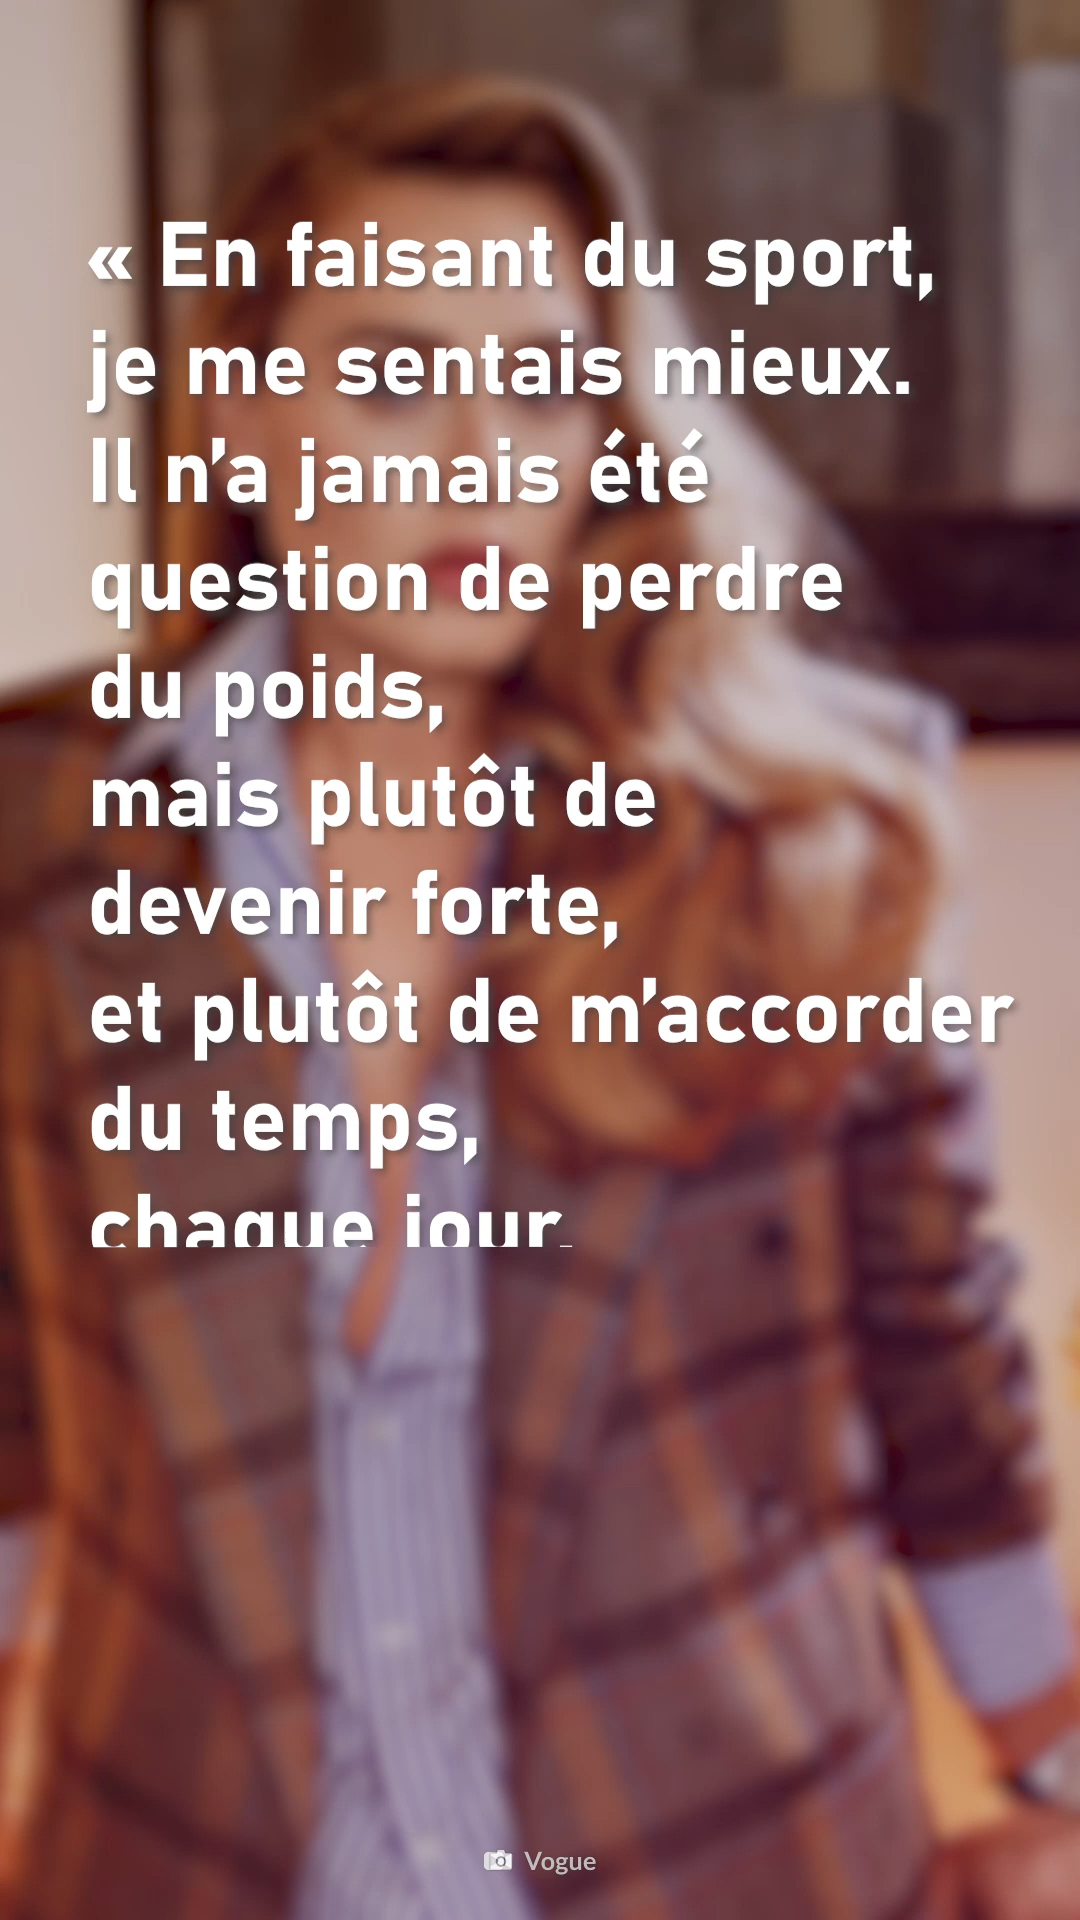 « En faisant du sport,
je me sentais mieux.
Il n’a jamais été
question de perdre
du poids,
mais plutôt de
devenir forte,
et plutôt de m’accorder
du temps,
chaque jour.
Vogue